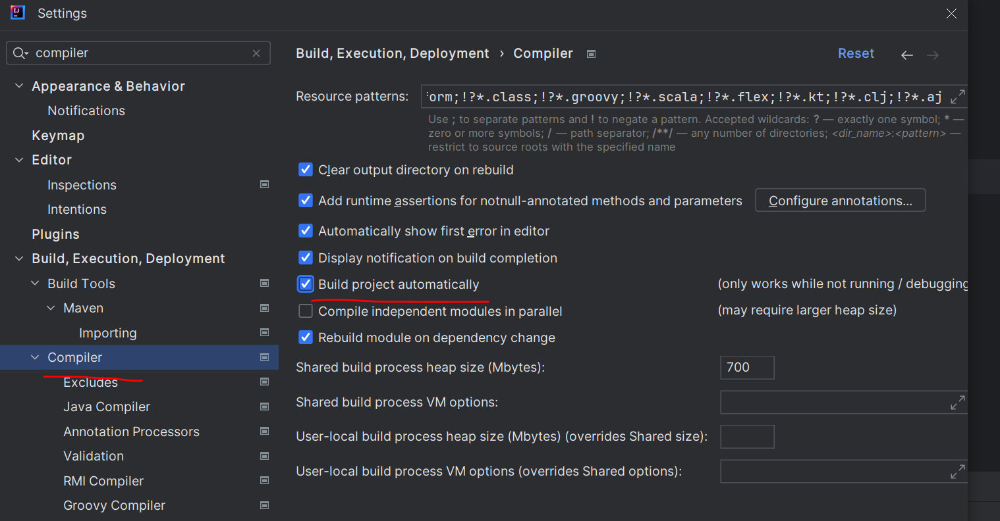 Settings
compiler
Appearance & Behavior
Notifications
Keymap
Editor
Inspections
Intentions
Plugins
Build, Execution, Deployment
Build Tools
Maven
Importing
Compiler
Excludes
Java Compiler
Annotation Processors
Validation
RMI Compiler
Groovy Compiler
Build, Execution, Deployment › Compiler
Reset
Resource patterns: orm;!?*.class;!?*.groovy;!?*.scala;!?*.flex;!?*.kt;!?*.clj;!?*.aj
Use ; to separate patterns and ! to negate a pattern. Accepted wildcards: ? — exactly one symbol; * —
zero or more symbols; / — path separator; /**/ — any number of directories; <dir_name>:<pattern> —
restrict to source roots with the specified name
Clear output directory on rebuild
Add runtime assertions for notnull-annotated methods and parameters Configure annotations...
Automatically show first error in editor
Display notification on build completion
Build project automatically (only works while not running / debugging
Compile independent modules in parallel (may require larger heap size)
Rebuild module on dependency change
Shared build process heap size (Mbytes): 700
Shared build process VM options:
User-local build process heap size (Mbytes) (overrides Shared size):
User-local build process VM options (overrides Shared options):